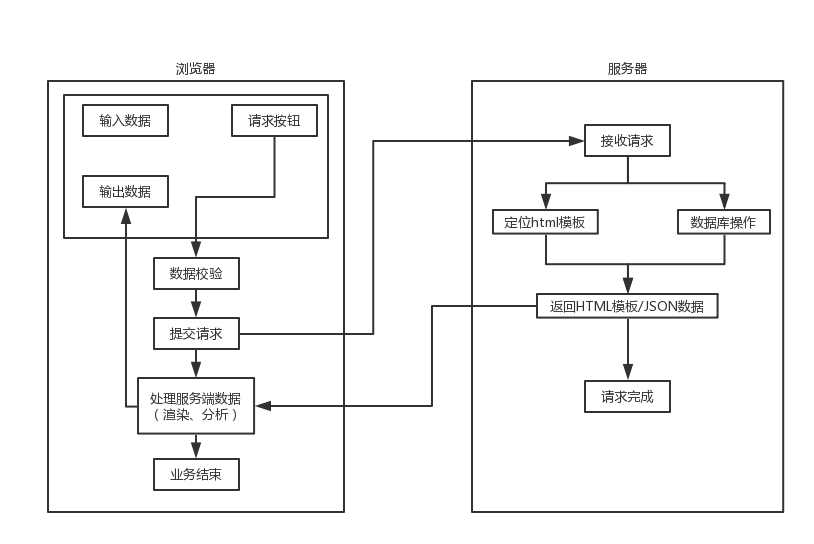 浏览器
输入数据
请求按钮
输出数据
数据校验
提交请求
处理服务端数据
（渲染、分析）
业务结束
服务器
接收请求
定位html模板
数据库操作
返回HTML模板/JSON数据
请求完成